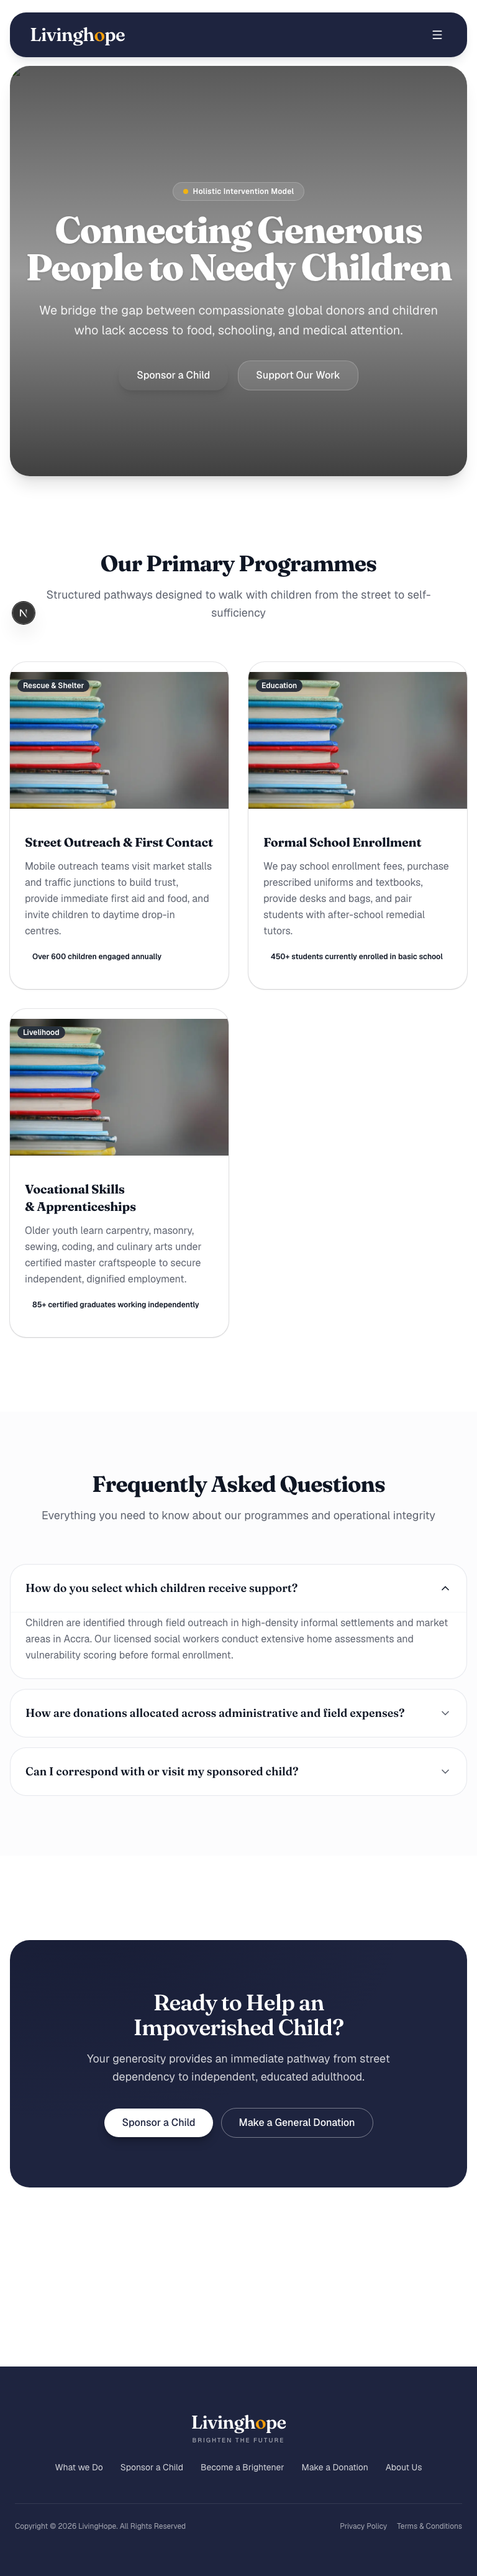 Livinghope
Holistic Intervention Model
Connecting Generous
People to Needy Children
We bridge the gap between compassionate global donors and children
who lack access to food, schooling, and medical attention.
Sponsor a Child
Support Our Work
Our Primary Programmes
Structured pathways designed to walk with children from the street to self-
sufficiency
N
Rescue & Shelter
Street Outreach & First Contact
Mobile outreach teams visit market stalls
and traffic junctions to build trust,
provide immediate first aid and food, and
invite children to daytime drop-in
centres.
Over 600 children engaged annually
Education
Formal School Enrollment
We pay school enrollment fees, purchase
prescribed uniforms and textbooks,
provide desks and bags, and pair
students with after-school remedial
tutors.
450+ students currently enrolled in basic school
Livelihood
Vocational Skills
& Apprenticeships
Older youth learn carpentry, masonry,
sewing, coding, and culinary arts under
certified master craftspeople to secure
independent, dignified employment.
85+ certified graduates working independently
Frequently Asked Questions
Everything you need to know about our programmes and operational integrity
How do you select which children receive support?
Children are identified through field outreach in high-density informal settlements and market
areas in Accra. Our licensed social workers conduct extensive home assessments and
vulnerability scoring before formal enrollment.
How are donations allocated across administrative and field expenses?
Can I correspond with or visit my sponsored child?
Ready to Help an
Impoverished Child?
Your generosity provides an immediate pathway from street
dependency to independent, educated adulthood.
Sponsor a Child
Make a General Donation
Livinghope
BRIGHTEN THE FUTURE
What we Do
Sponsor a Child
Become a Brightener
Make a Donation
About Us
Copyright © 2026 LivingHope. All Rights Reserved
Privacy Policy
Terms & Conditions